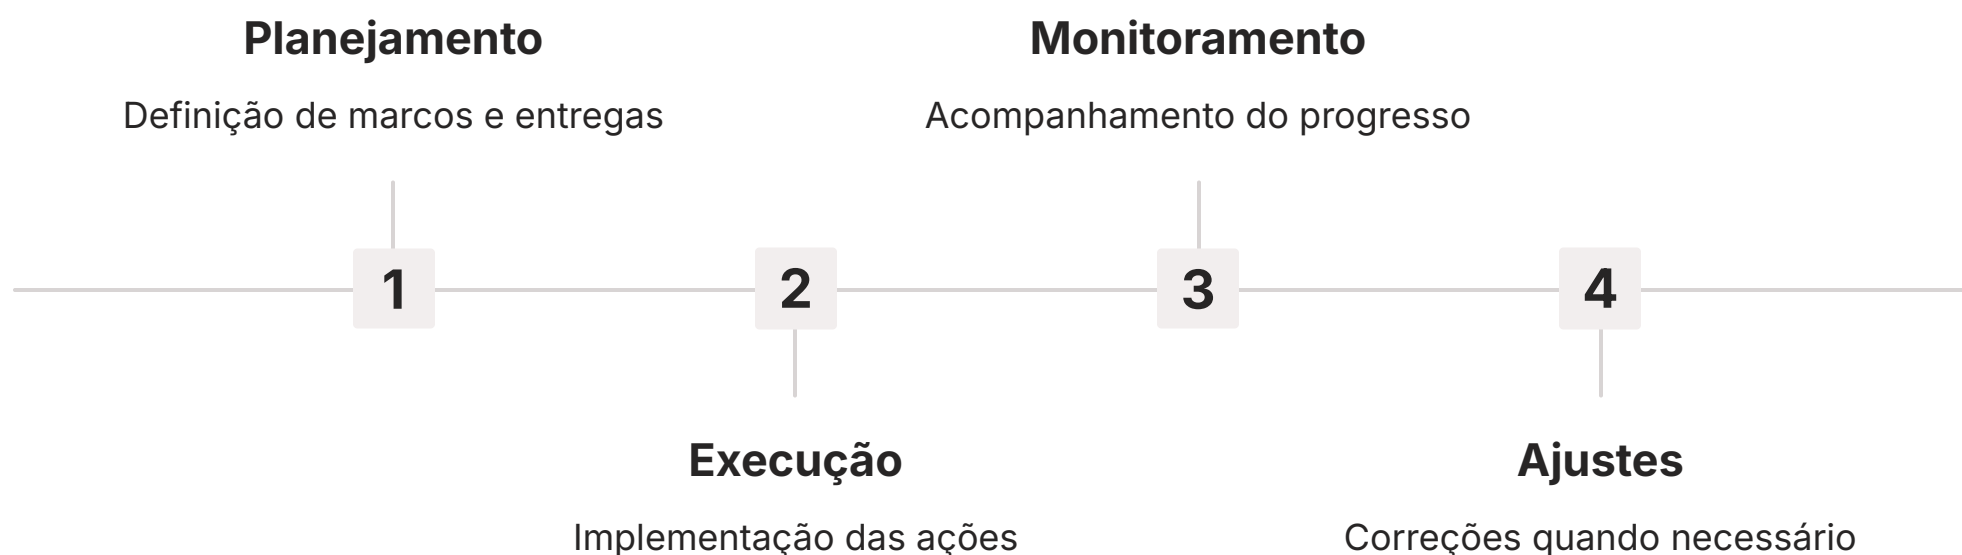 Planejamento
Definição de marcos e entregas
Monitoramento
Acompanhamento do progresso
1
2
3
4
Execução
Implementação das ações
Ajustes
Correções quando necessário